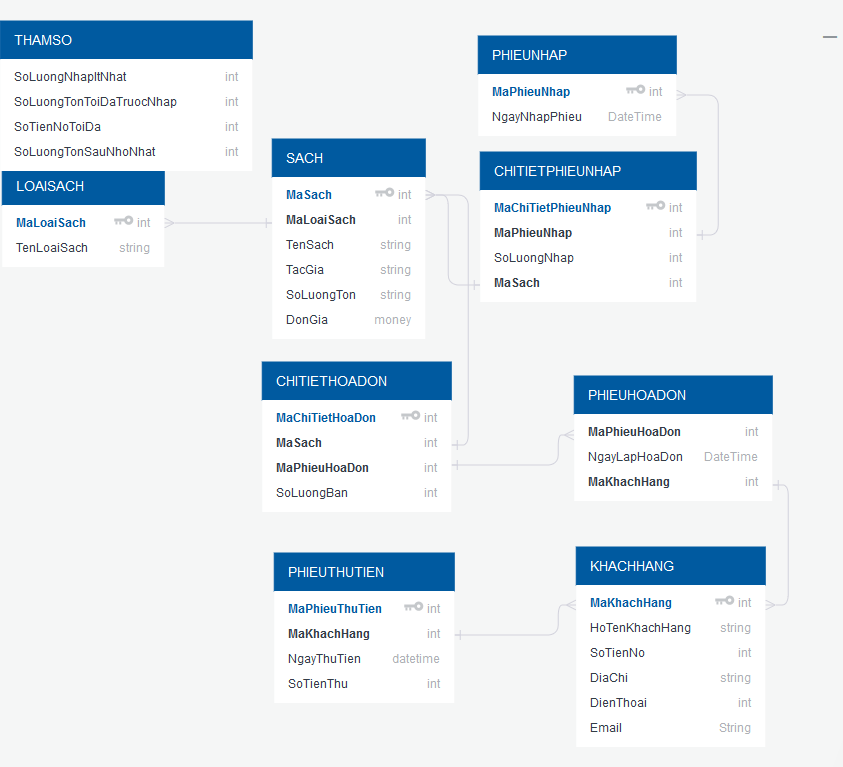 THAMSO
SoLuongNhapItNhat int
SoLuongTonToiDaTruocNhap int
SoTienNoToiDa int
SoLuongTonSauNhoNhat int
LOAISACH
MaLoaiSach int
TenLoaiSach string
SACH
MaSach int
MaLoaiSach int
TenSach string
TacGia string
SoLuongTon string
DonGia money
PHIEUNHAP
MaPhieuNhap int
NgayNhapPhieu DateTime
CHITIETPHIEUNHAP
MaChiTietPhieuNhap int
MaPhieuNhap int
SoLuongNhap int
MaSach int
CHITIETHOADON
MaChiTietHoaDon int
MaSach int
MaPhieuHoaDon int
SoLuongBan int
PHIEUHOADON
MaPhieuHoaDon int
NgayLapHoaDon DateTime
MaKhachHang int
PHIEUTHUTIEN
MaPhieuThuTien int
MaKhachHang int
NgayThuTien datetime
SoTienThu int
KHACHHANG
MaKhachHang int
HoTenKhachHang string
SoTienNo int
DiaChi string
DienThoai int
Email String